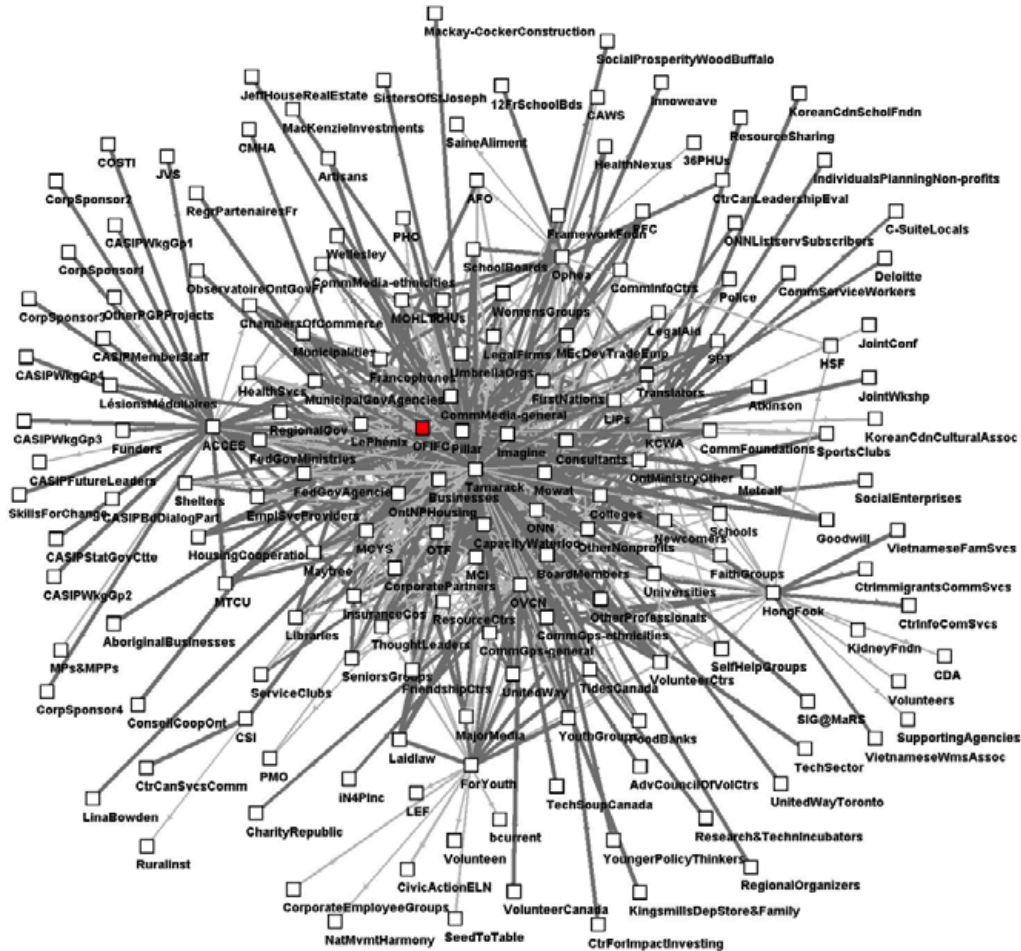 Mackay-CockerConstruction
SocialProsperityWoodBuffalo
JeffHouseRealEstate
SistersOfStJoseph
12FrSchoolBds
CAWS
Innoweave
KoreanCdnScholFndn
MacKenzieInvestments
SaineAliment
ResourceSharing
CMHA
HealthNexus
36PHUs
COSTI
JVS
Artisans
IndividualsPlanningNon-profits
CorpSponsor2
RegrPartenairesFr
AFO
CtrCanLeadershipEval
CASIPWkgGp1
PHO
FrameworkFndn
C-SuiteLocals
Wellesley
ONNListservSubscribers
CorpSponsor1
SchoolBoards
Ophea
CommMedia-ethnicities
Deloitte
ObservatoireOntGovFr
CommInfoCtrs
Police
CommServiceWorkers
CorpSponsor3
OtherPGPProjects
MOHLTC
WomensGroups
ChambersOfCommerce
LegalAid
JointConf
CASIPMemberStaff
Municipalities
LegalFirms
MEcDevTradeEmp
SPT
HSF
CASIPWkgGp4
Francophones
UmbrellaOrgs
LésionsMédullaires
HealthSvcs
MunicipalGovAgencies
FirstNations
Translators
Atkinson
JointWkshp
CommMedia-general
LIPs
CASIPWkgGp3
Funders
ACCES
RegionalGov
LePhénix
OFIFC
Pillar
Imagine
KCWA
CommFoundations
KoreanCdnCulturalAssoc
SportsClubs
FedGovMinistries
Consultants
CASIPFutureLeaders
OntMinistryOther
Tamarack
Mowat
Metcalf
SkillsForChange
Shelters
FedGovAgencies
Businesses
SocialEnterprises
CASIPBdDialogPart
EmplSvcProviders
OntNPHousing
ONN
Colleges
Schools
Goodwill
Newcomers
CASIPStatGovCtte
HousingCooperation
MCYS
OTF
CapacityWaterloo
OtherNonprofits
VietnameseFamSvcs
Maytree
FaithGroups
CASIPWkgGp2
MTCU
CorporatePartners
MCI
BoardMembers
Universities
CtrImmigrantsCommSvcs
InsuranceCos
OVCN
HongFook
AboriginalBusinesses
Libraries
ResourceCtrs
OtherProfessionals
CtrInfoComSvcs
ThoughtLeaders
CommGps-ethnicities
KidneyFndn
MPs&MPPs
CommGps-general
SelfHelpGroups
CDA
SeniorsGroups
VolunteerCtrs
CorpSponsor4
ServiceClubs
FriendshipCtrs
UnitedWay
TidesCanada
Volunteers
ConseilCoopOnt
SIG@MaRS
SupportingAgencies
CSI
MajorMedia
YouthGroups
FoodBanks
VietnameseWmsAssoc
PMO
Laidlaw
TechSector
CtrCanSvcsComm
ForYouth
AdvCouncilOfVolCtrs
LinaBowden
iN4PInc
TechSoupCanada
UnitedWayToronto
LEF
CharityRepublic
bcurrent
Research&TechnIncubators
RuralInst
Volunteen
YoungerPolicyThinkers
CivicActionELN
RegionalOrganizers
CorporateEmployeeGroups
VolunteerCanada
KingsmillsDepStore&Family
NatMvmtHarmony
SeedToTable
CtrForImpactInvesting